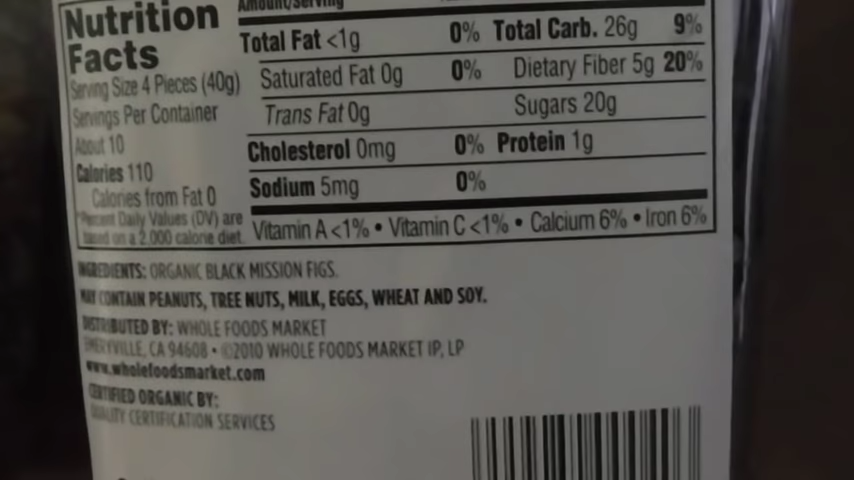 Nutrition Facts
Serving Size 4 Pieces (40g)
Servings Per Container
About 10
Calories 110
Calories from Fat 0
*Percent Daily Values (DV) are
based on a 2,000 calorie diet.
Amount/Serving
Total Fat <1g 0% Total Carb. 26g 9%
Saturated Fat 0g 0% Dietary Fiber 5g 20%
Trans Fat 0g Sugars 20g
Cholesterol 0mg 0% Protein 1g
Sodium 5mg 0%
Vitamin A <1% • Vitamin C <1% • Calcium 6% • Iron 6%
INGREDIENTS: ORGANIC BLACK MISSION FIGS.
MAY CONTAIN PEANUTS, TREE NUTS, MILK, EGGS, WHEAT AND SOY.
DISTRIBUTED BY: WHOLE FOODS MARKET
EMERYVILLE, CA 94608 • ©2010 WHOLE FOODS MARKET IP, LP
www.wholefoodsmarket.com
CERTIFIED ORGANIC BY:
QUALITY CERTIFICATION SERVICES